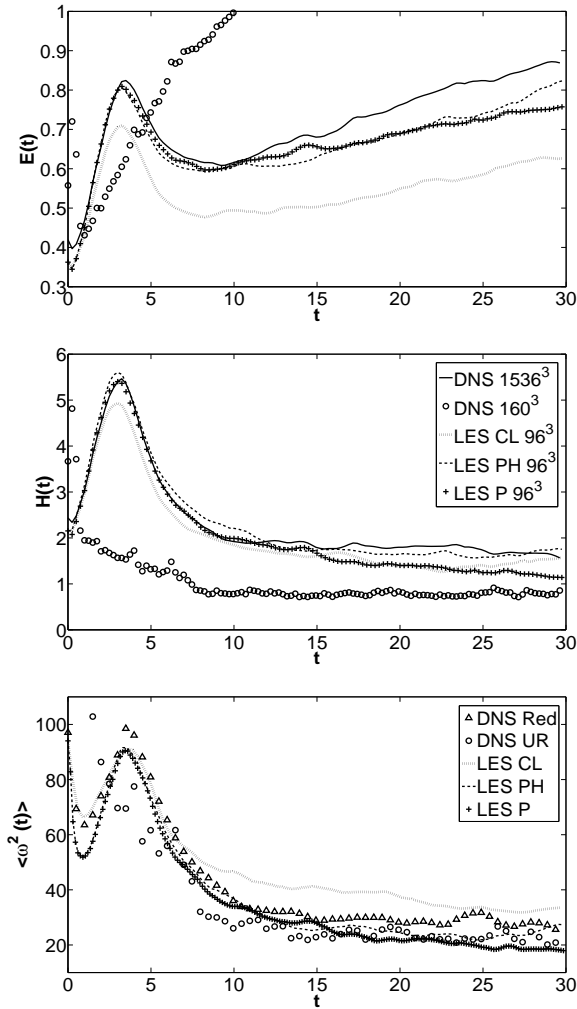 1
0.9
0.8
0.7
0.6
0.5
0.4
0.3
E(t)
0 5 10 15 20 25 30
t
6
5
4
3
2
1
0
H(t)
DNS 1536³
DNS 160³
LES CL 96³
LES PH 96³
LES P 96³
0 5 10 15 20 25 30
t
100
80
60
40
20
<ω² (t)>
DNS Red
DNS UR
LES CL
LES PH
LES P
0 5 10 15 20 25 30
t